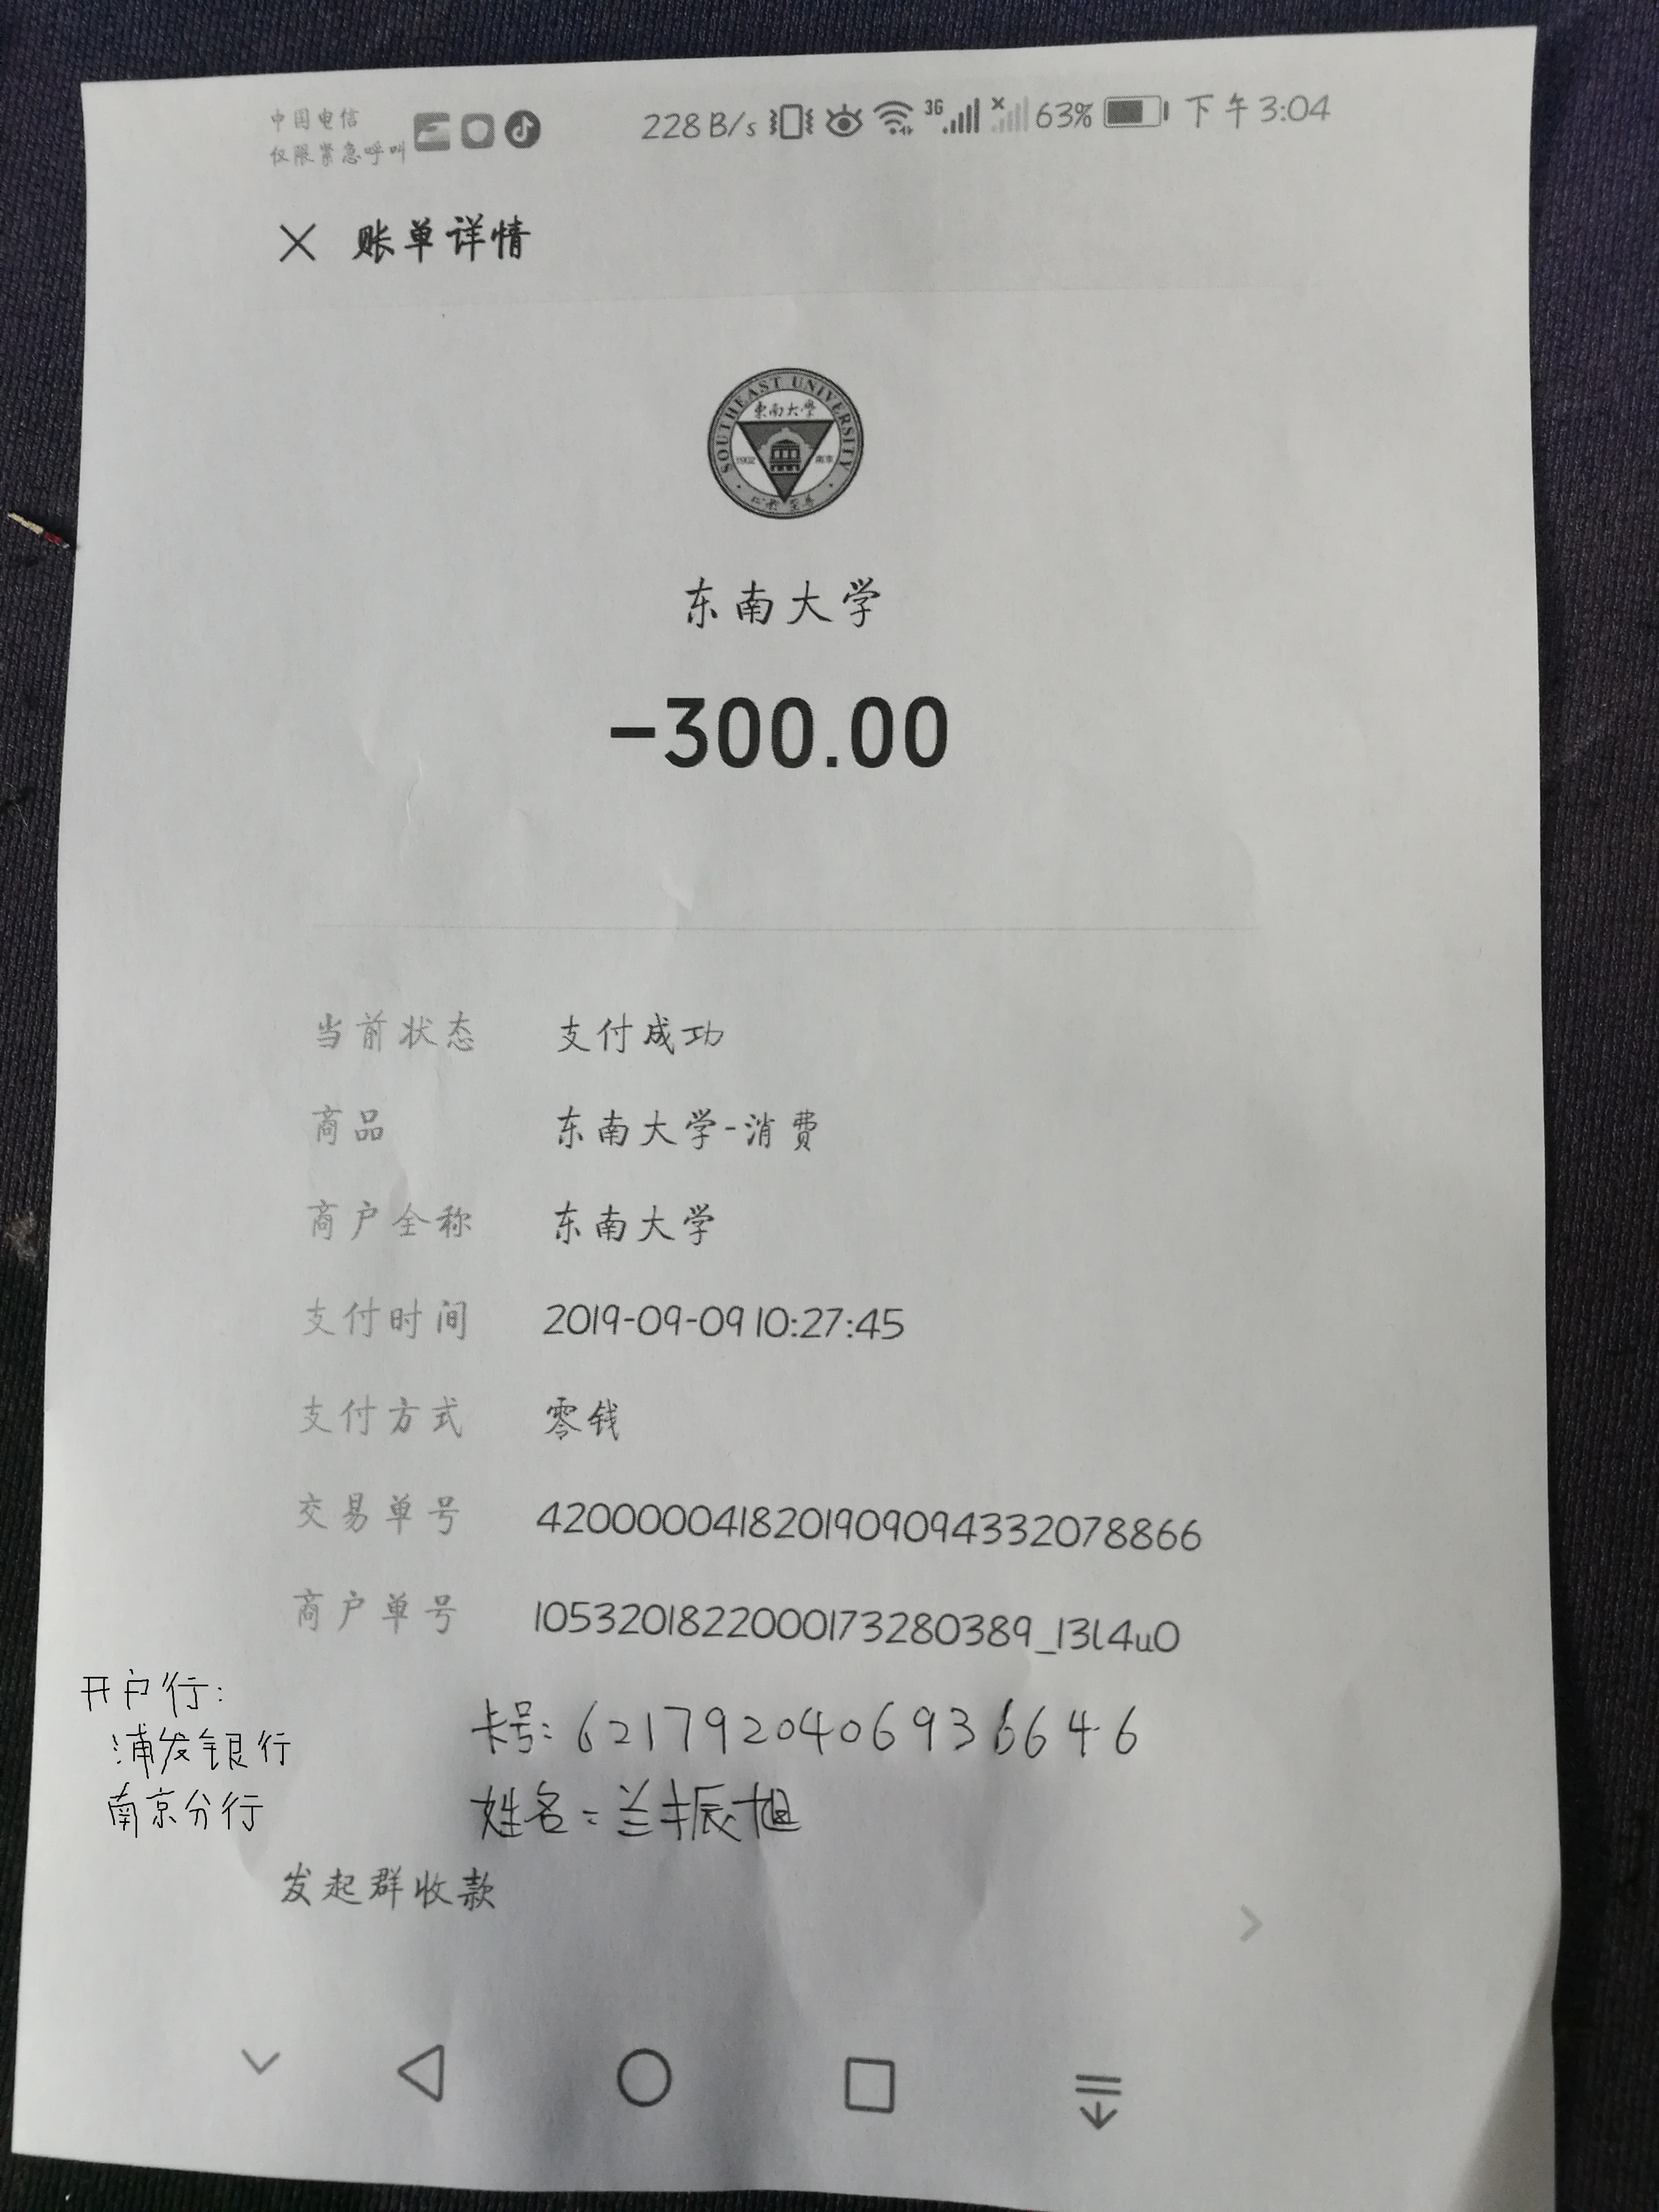 中国电信
仅限紧急呼叫
228 B/s 3G 63% 下午3:04
账单详情
SOUTHEAST UNIVERSITY
東南大學
1902 南京
东南大学
-300.00
当前状态 支付成功
商品 东南大学-消费
商户全称 东南大学
支付时间 2019-09-09 10:27:45
支付方式 零钱
交易单号 4200000418201909094332078866
商户单号 1053201822000173280389_13l4u0
开户行:
浦发银行
南京分行
卡号: 6217920406936646
姓名: 兰振旭
发起群收款